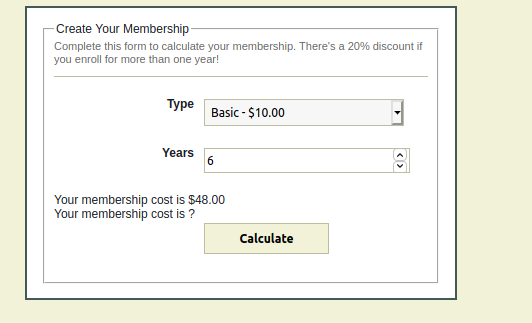 Create Your Membership
Complete this form to calculate your membership. There's a 20% discount if
you enroll for more than one year!
Type
Basic - $10.00
Years
6
Your membership cost is $48.00
Your membership cost is ?
Calculate